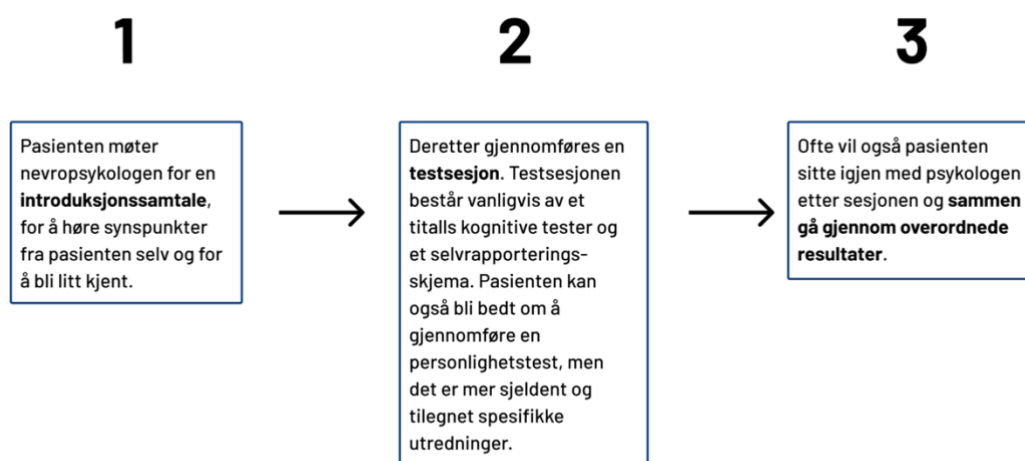 1
Pasienten møter
nevropsykologen for en
introduksjonssamtale,
for å høre synspunkter
fra pasienten selv og for
å bli litt kjent.
2
Deretter gjennomføres en
testsesjon. Testsesjonen
består vanligvis av et
titalls kognitive tester og
et selvrapporterings-
skjema. Pasienten kan
også bli bedt om å
gjennomføre en
personlighetstest, men
det er mer sjeldent og
tilegnet spesifikke
utredninger.
3
Ofte vil også pasienten
sitte igjen med psykologen
etter sesjonen og sammen
gå gjennom overordnede
resultater.